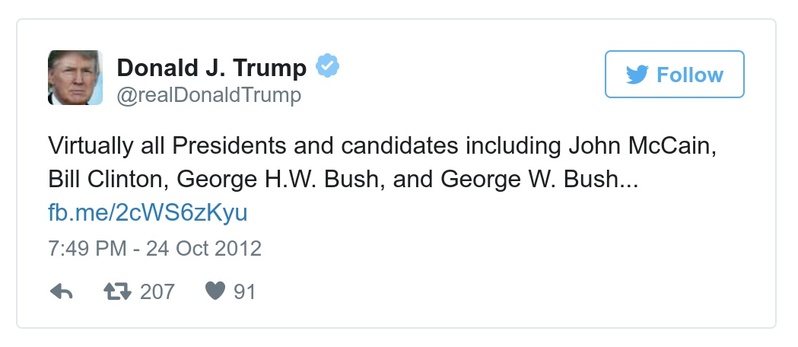 Donald J. Trump
@realDonaldTrump
Follow
Virtually all Presidents and candidates including John McCain,
Bill Clinton, George H.W. Bush, and George W. Bush...
fb.me/2cWS6zKyu
7:49 PM - 24 Oct 2012
207 91